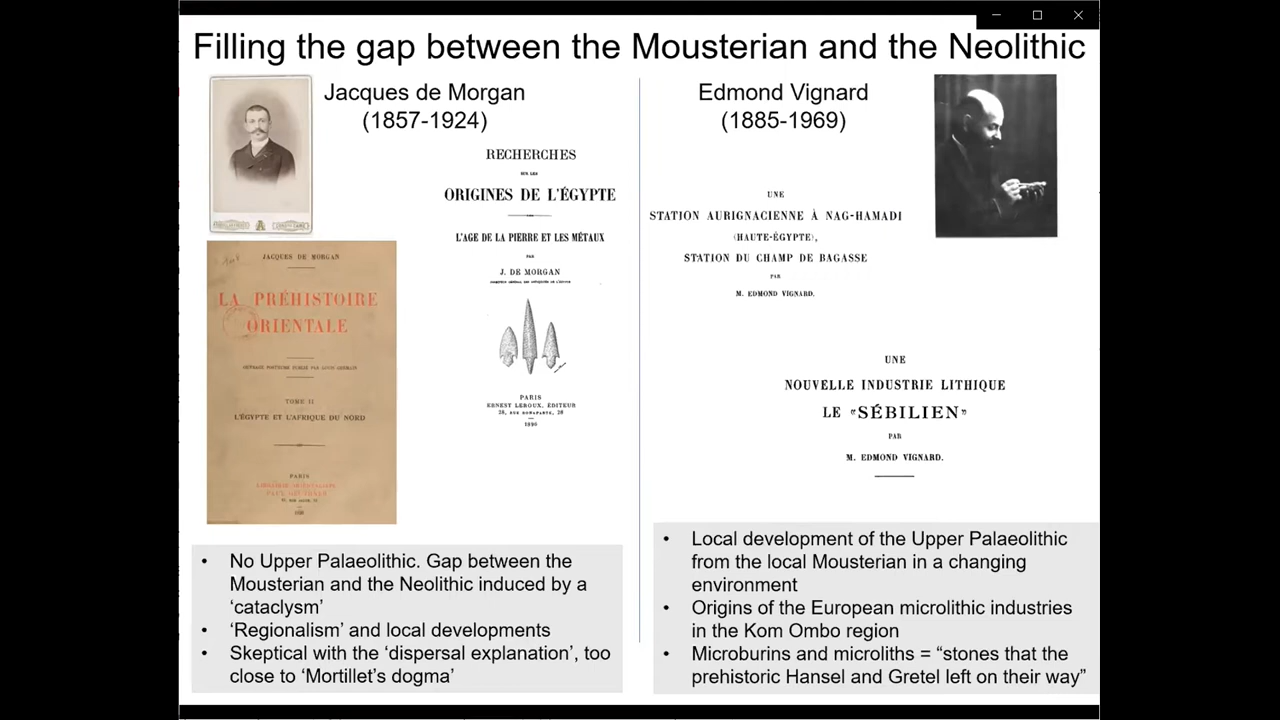 Filling the gap between the Mousterian and the Neolithic
Jacques de Morgan
(1857-1924)
RECHERCHES
SUR LES
ORIGINES DE L'ÉGYPTE
L'AGE DE LA PIERRE ET LES MÉTAUX
PAR
J. DE MORGAN
PARIS
ERNEST LEROUX, ÉDITEUR
28, RUE BONAPARTE, 28
1896
JACQUES DE MORGAN
LA PRÉHISTOIRE
ORIENTALE
TOME II
L'ÉGYPTE ET L'AFRIQUE DU NORD
PARIS
• No Upper Palaeolithic. Gap between the
Mousterian and the Neolithic induced by a
‘cataclysm’
• ‘Regionalism’ and local developments
• Skeptical with the ‘dispersal explanation’, too
close to ‘Mortillet’s dogma’
Edmond Vignard
(1885-1969)
UNE
STATION AURIGNACIENNE À NAG-HAMADI
(HAUTE-ÉGYPTE),
STATION DU CHAMP DE BAGASSE
PAR
M. EDMOND VIGNARD.
UNE
NOUVELLE INDUSTRIE LITHIQUE
LE “SÉBILIEN”
PAR
M. EDMOND VIGNARD.
• Local development of the Upper Palaeolithic
from the local Mousterian in a changing
environment
• Origins of the European microlithic industries
in the Kom Ombo region
• Microburins and microliths = “stones that the
prehistoric Hansel and Gretel left on their way”